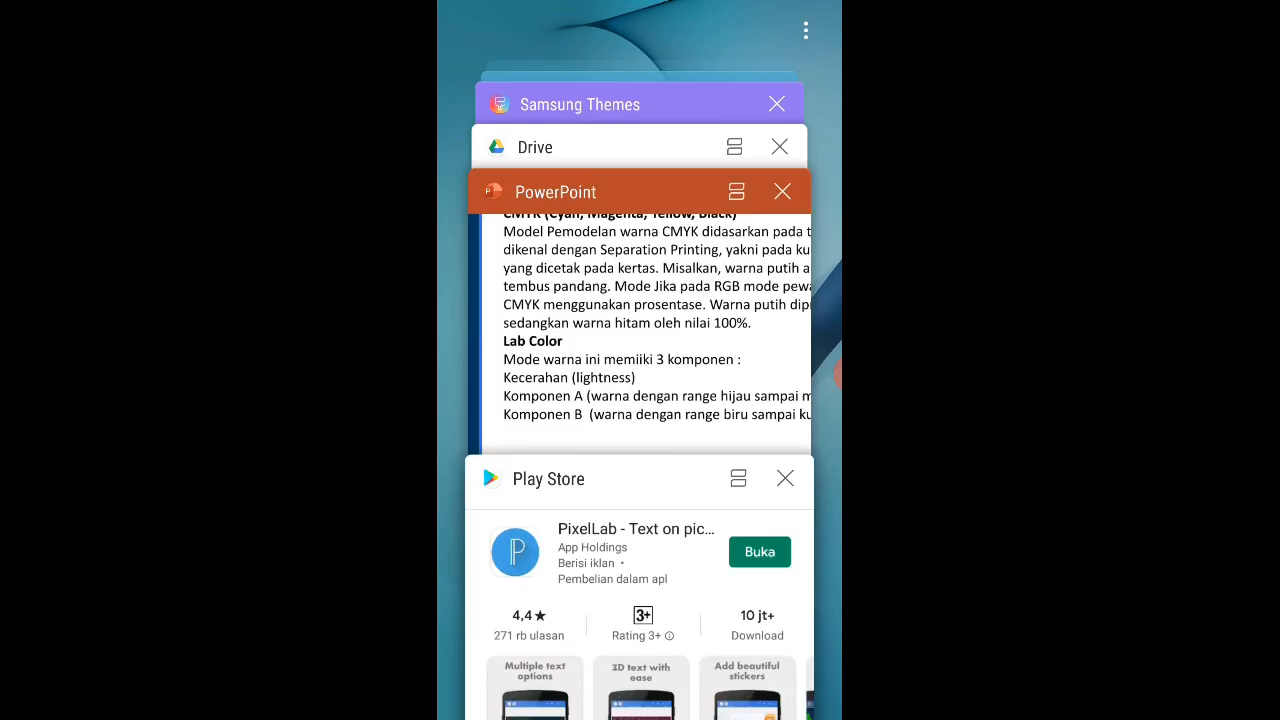 Samsung Themes
Drive
PowerPoint
CMYK (Cyan, Magenta, Yellow, Black)
Model Pemodelan warna CMYK didasarkan pada
dikenal dengan Separation Printing, yakni pada
yang dicetak pada kertas. Misalkan, warna putih
tembus pandang. Mode Jika pada RGB mode
CMYK menggunakan prosentase. Warna putih
sedangkan warna hitam oleh nilai 100%.
Lab Color
Mode warna ini memiiki 3 komponen :
Kecerahan (lightness)
Komponen A (warna dengan range hijau sampai
Komponen B (warna dengan range biru sampai
Play Store
PixelLab - Text on pic...
App Holdings
Berisi iklan •
Pembelian dalam apl
Buka
4,4★ 3+ 10 jt+
271 rb ulasan Rating 3+ Download
Multiple text options
3D text with ease
Add beautiful stickers